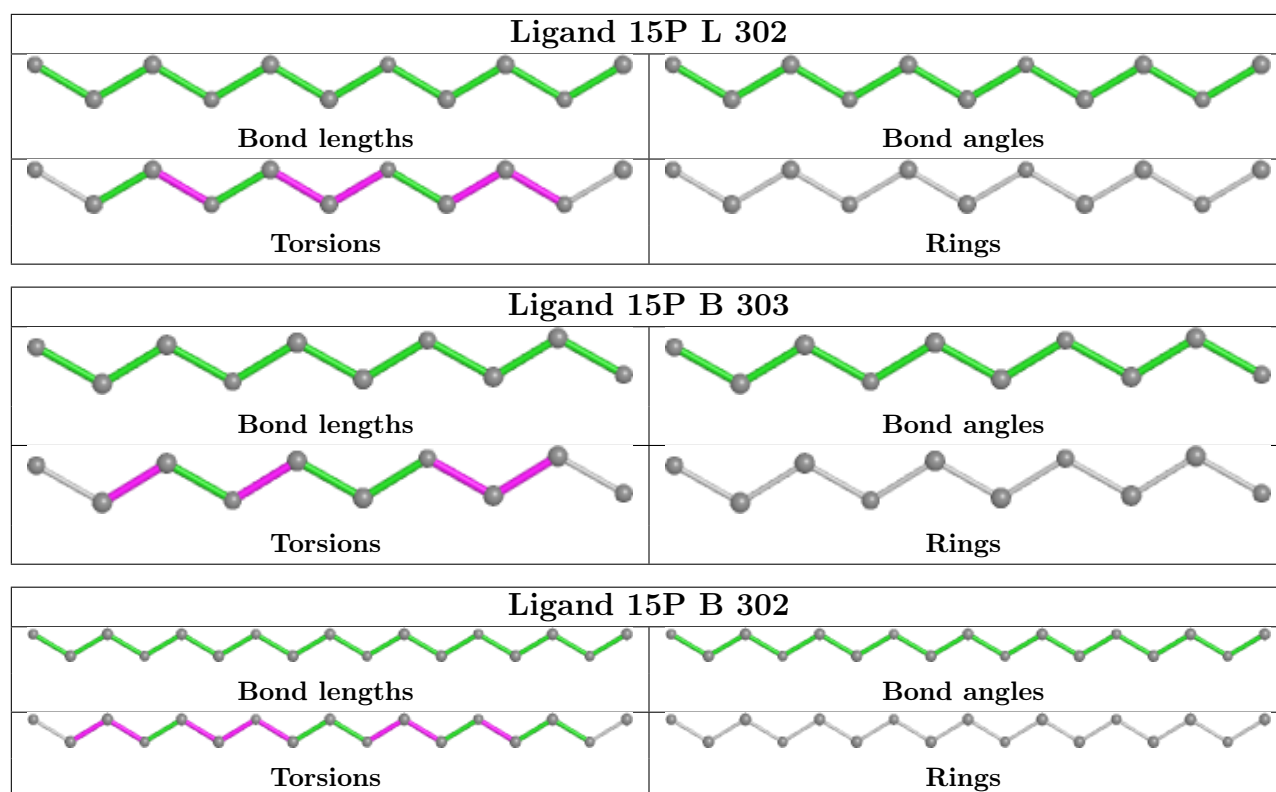 Ligand 15P L 302
Bond lengths Bond angles
Torsions Rings
Ligand 15P B 303
Bond lengths Bond angles
Torsions Rings
Ligand 15P B 302
Bond lengths Bond angles
Torsions Rings